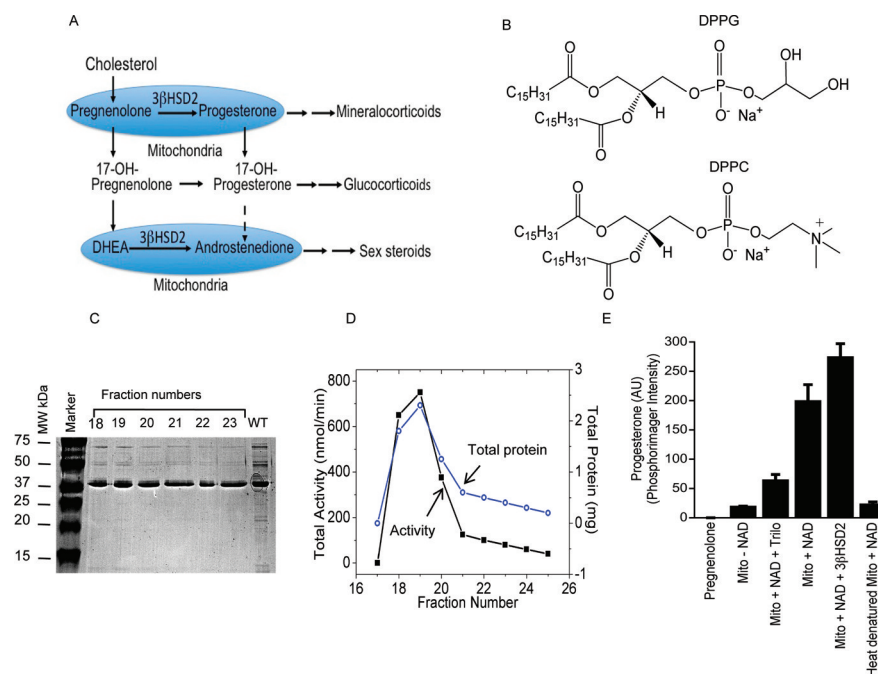 A
Cholesterol
3βHSD2
Pregnenolone
Progesterone
Mineralocorticoids
Mitochondria
17-OH-
Pregnenolone
17-OH-
Progesterone
Glucocorticoids
3βHSD2
DHEA
Androstenedione
Sex steroids
Mitochondria
B
DPPG
O
OH
C15H31
O
O
P
O
OH
O
H
O- Na+
C15H31
O
DPPC
O
O
C15H31
O
O
P
O
+
N
O
H
O- Na+
C15H31
O
C
MW kDa
Marker
Fraction numbers
18 19 20 21 22 23 WT
75
50
37
25
20
15
D
Total Activity (nmol/min)
800
600
400
200
0
Total Protein (mg)
3
2
1
0
-1
Total protein
Activity
16 18 20 22 24 26
Fraction Number
E
Progesterone (AU)
(Phosphorimager Intensity)
300
250
200
150
100
50
0
Pregnenolone
Mito - NAD
Mito + NAD + Trilo
Mito + NAD
Mito + NAD + 3βHSD2
Heat denatured Mito + NAD